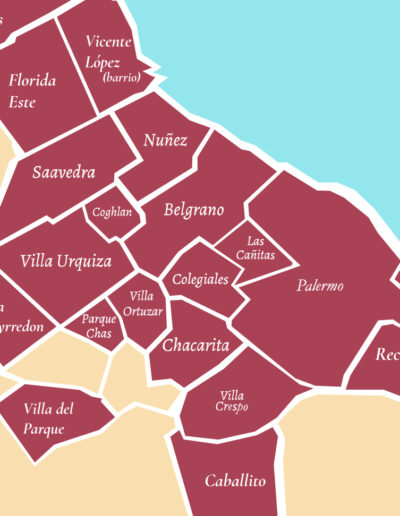 s
Vicente
López
(barrio)
Florida
Este
Nuñez
Saavedra
Coghlan
Belgrano
Las
Cañitas
Villa Urquiza
Colegiales
Palermo
Villa
Ortuzar
a
yrredon
Parque
Chas
Chacarita
Rec
Villa
Crespo
Villa del
Parque
Caballito